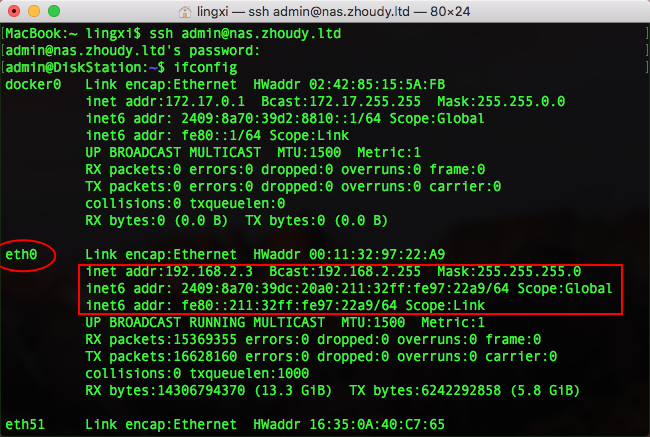 lingxi — ssh admin@nas.zhoudy.ltd — 80×24
[MacBook:~ lingxi$ ssh admin@nas.zhoudy.ltd
[admin@nas.zhoudy.ltd's password:
[admin@DiskStation:~$ ifconfig
docker0   Link encap:Ethernet  HWaddr 02:42:85:15:5A:FB
          inet addr:172.17.0.1  Bcast:172.17.255.255  Mask:255.255.0.0
          inet6 addr: 2409:8a70:39d2:8810::1/64 Scope:Global
          inet6 addr: fe80::1/64 Scope:Link
          UP BROADCAST MULTICAST  MTU:1500  Metric:1
          RX packets:0 errors:0 dropped:0 overruns:0 frame:0
          TX packets:0 errors:0 dropped:0 overruns:0 carrier:0
          collisions:0 txqueuelen:0
          RX bytes:0 (0.0 B)  TX bytes:0 (0.0 B)

eth0      Link encap:Ethernet  HWaddr 00:11:32:97:22:A9
          inet addr:192.168.2.3  Bcast:192.168.2.255  Mask:255.255.255.0
          inet6 addr: 2409:8a70:39dc:20a0:211:32ff:fe97:22a9/64 Scope:Global
          inet6 addr: fe80::211:32ff:fe97:22a9/64 Scope:Link
          UP BROADCAST RUNNING MULTICAST  MTU:1500  Metric:1
          RX packets:15369355 errors:0 dropped:0 overruns:0 frame:0
          TX packets:16628160 errors:0 dropped:0 overruns:0 carrier:0
          collisions:0 txqueuelen:1000
          RX bytes:14306794370 (13.3 GiB)  TX bytes:6242292858 (5.8 GiB)

eth51     Link encap:Ethernet  HWaddr 16:35:0A:40:C7:65